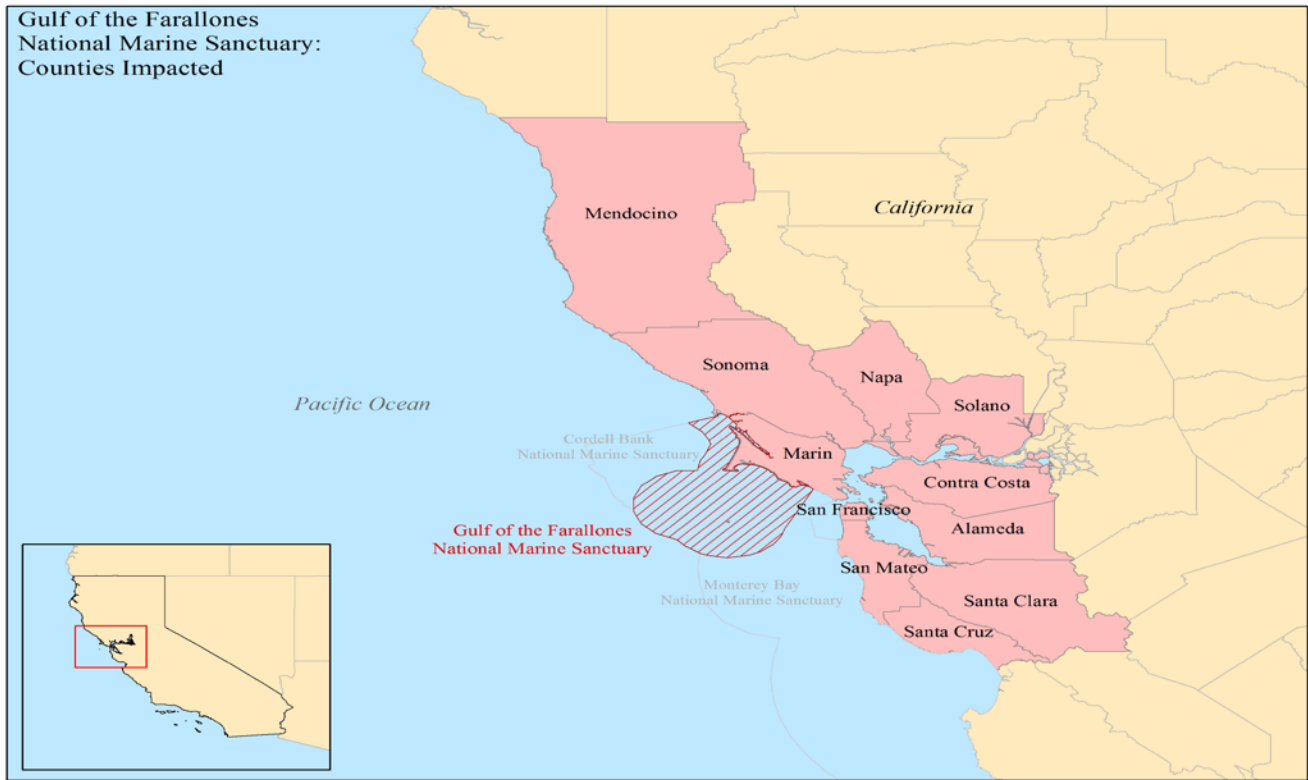 Gulf of the Farallones
National Marine Sanctuary:
Counties Impacted
Mendocino
California
Sonoma
Napa
Solano
Pacific Ocean
Cordell Bank
National Marine Sanctuary
Marin
Contra Costa
San Francisco
Alameda
Gulf of the Farallones
National Marine Sanctuary
San Mateo
Monterey Bay
National Marine Sanctuary
Santa Clara
Santa Cruz